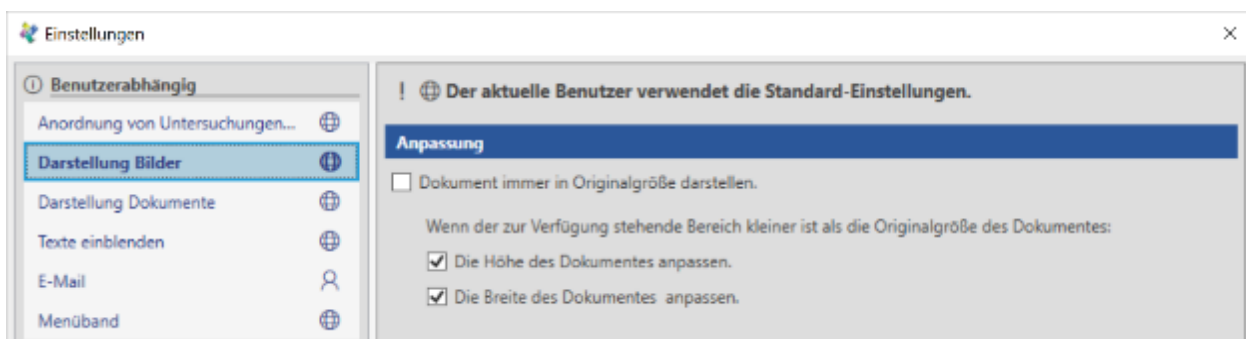 Einstellungen
Benutzerabhängig
Anordnung von Untersuchungen...
Darstellung Bilder
Darstellung Dokumente
Texte einblenden
E-Mail
Menüband
! Der aktuelle Benutzer verwendet die Standard-Einstellungen.
Anpassung
Dokument immer in Originalgröße darstellen.
Wenn der zur Verfügung stehende Bereich kleiner ist als die Originalgröße des Dokumentes:
Die Höhe des Dokumentes anpassen.
Die Breite des Dokumentes anpassen.